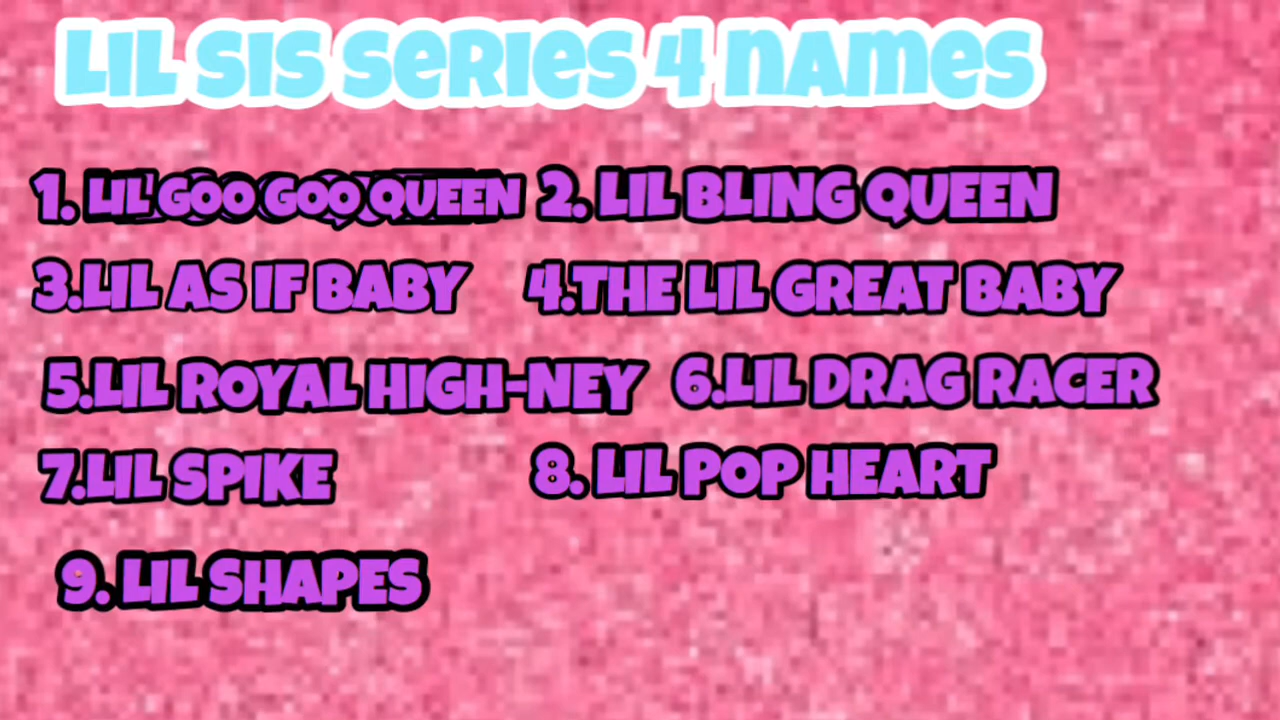 LIL SIS SERIES 4 NAMES
1. LIL' GOO GOO QUEEN 2. LIL BLING QUEEN
3.LIL AS IF BABY 4.THE LIL GREAT BABY
5.LIL ROYAL HIGH-NEY 6.LIL DRAG RACER
7.LIL SPIKE 8. LIL POP HEART
9. LIL SHAPES